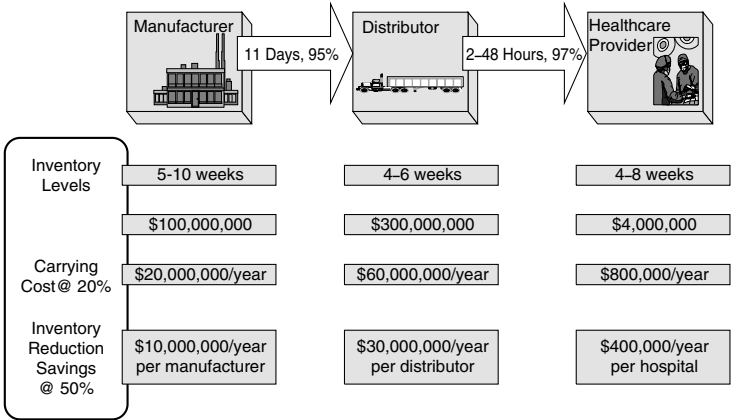 Manufacturer
11 Days, 95%
Distributor
2–48 Hours, 97%
Healthcare
Provider
Inventory
Levels
5-10 weeks
4–6 weeks
4–8 weeks
$100,000,000
$300,000,000
$4,000,000
Carrying
Cost@ 20%
$20,000,000/year
$60,000,000/year
$800,000/year
Inventory
Reduction
Savings
@ 50%
$10,000,000/year
per manufacturer
$30,000,000/year
per distributor
$400,000/year
per hospital